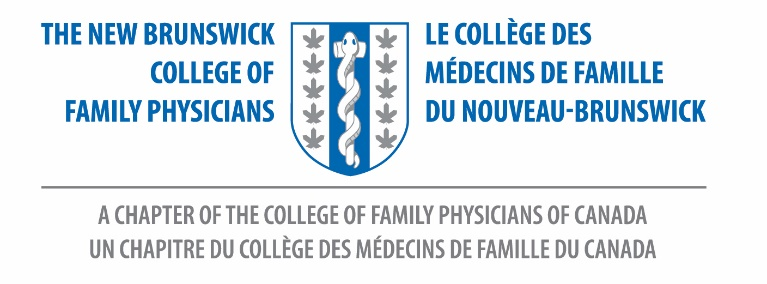 THE NEW BRUNSWICK
COLLEGE OF
FAMILY PHYSICIANS
LE COLLÈGE DES
MÉDECINS DE FAMILLE
DU NOUVEAU-BRUNSWICK
A CHAPTER OF THE COLLEGE OF FAMILY PHYSICIANS OF CANADA
UN CHAPITRE DU COLLÈGE DES MÉDECINS DE FAMILLE DU CANADA